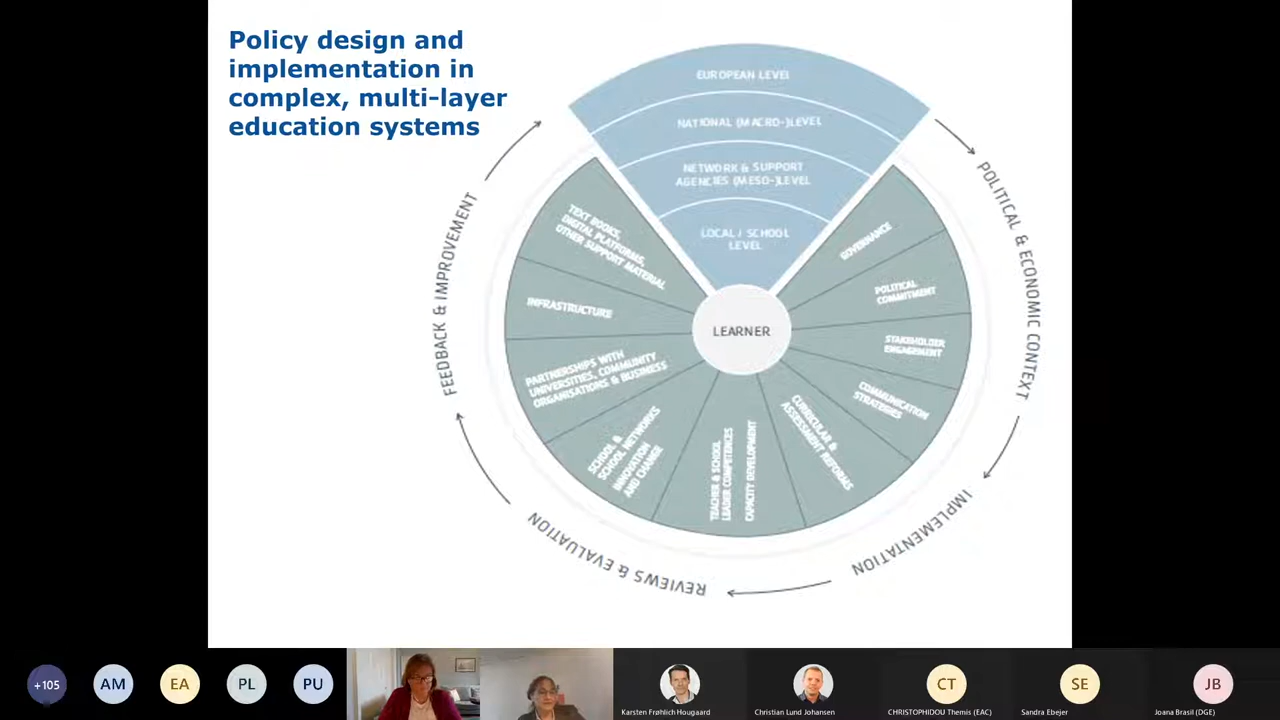 Policy design and
implementation in
complex, multi-layer
education systems
EUROPEAN LEVEL
NATIONAL (MACRO-)LEVEL
NETWORK & SUPPORT
AGENCIES (MESO-)LEVEL
LOCAL / SCHOOL
LEVEL
GOVERNANCE
POLITICAL
COMMITMENT
STAKEHOLDER
ENGAGEMENT
COMMUNICATION
STRATEGIES
CURRICULAR &
ASSESSMENT REFORMS
TEACHER & SCHOOL
LEADER COMPETENCES
CAPACITY DEVELOPMENT
SCHOOL &
SCHOOL NETWORKS
INNOVATION
AND CHANGE
PARTNERSHIPS WITH
UNIVERSITIES, COMMUNITY
ORGANISATIONS & BUSINESS
INFRASTRUCTURE
TEXT BOOKS,
DIGITAL PLATFORMS,
OTHER SUPPORT MATERIAL
LEARNER
POLITICAL & ECONOMIC CONTEXT
IMPLEMENTATION
REVIEWS & EVALUATION
FEEDBACK & IMPROVEMENT
+105
AM
EA
PL
PU
Karsten Frøhlich Hougaard
Christian Lund Johansen
CT
CHRISTOPHIDOU Themis (EAC)
SE
Sandra Ebejer
JB
Joana Brasil (DGE)